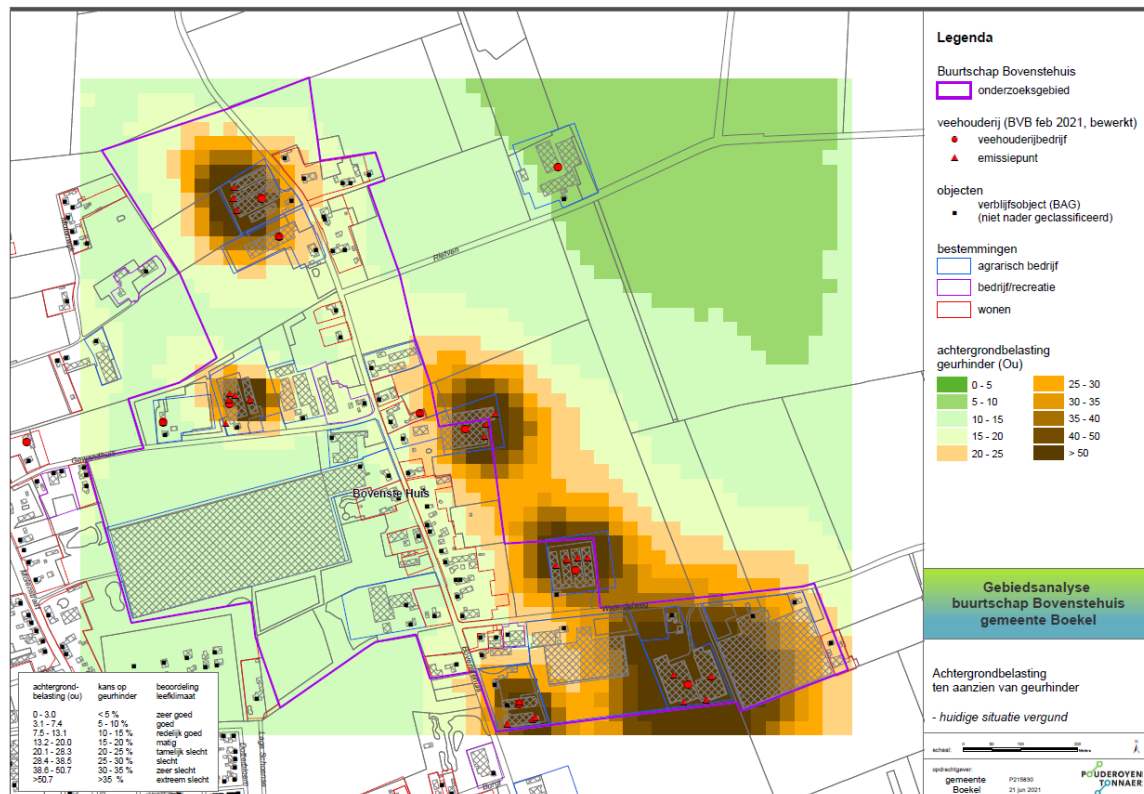 Legenda
Buurtschap Bovenstehuis
onderzoeksgebied
veehouderij (BVB feb 2021, bewerkt)
veehouderijbedrijf
emissiepunt
objecten
verblijfsobject (BAG)
(niet nader geclassificeerd)
bestemmingen
agrarisch bedrijf
bedrijf/recreatie
wonen
achtergrondbelasting
geurhinder (Ou)
0 - 5 25 - 30
5 - 10 30 - 35
10 - 15 35 - 40
15 - 20 40 - 50
20 - 25 > 50
Gebiedsanalyse
buurtschap Bovenstehuis
gemeente Boekel
Achtergrondbelasting
ten aanzien van geurhinder
- huidige situatie vergund
schaal:
opdrachtgever:
gemeente
Boekel
P215830
21 jun 2021
POUDEROYEN
TONNAER
Rietven
Bovenste Huis
achtergrond- kans op beoordeling
belasting (ou) geurhinder leefklimaat
0 - 3.0 < 5 % zeer goed
3.1 - 7.4 5 - 10 % goed
7.5 - 13.1 10 - 15 % redelijk goed
13.2 - 20.0 15 - 20 % matig
20.1 - 28.3 20 - 25 % tamelijk slecht
28.4 - 38.5 25 - 30 % slecht
38.6 - 50.7 30 - 35 % zeer slecht
>50.7 >35 % extreem slecht